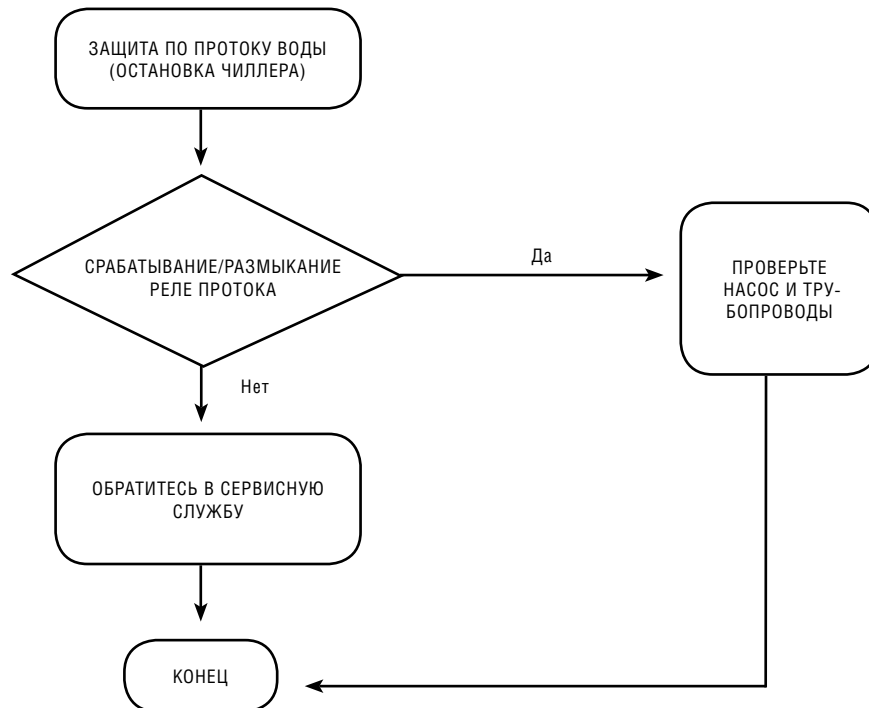 ЗАЩИТА ПО ПРОТОКУ ВОДЫ
(ОСТАНОВКА ЧИЛЛЕРА)
СРАБАТЫВАНИЕ/РАЗМЫКАНИЕ
РЕЛЕ ПРОТОКА
Да
ПРОВЕРЬТЕ
НАСОС И ТРУ-
БОПРОВОДЫ
Нет
ОБРАТИТЕСЬ В СЕРВИСНУЮ
СЛУЖБУ
КОНЕЦ